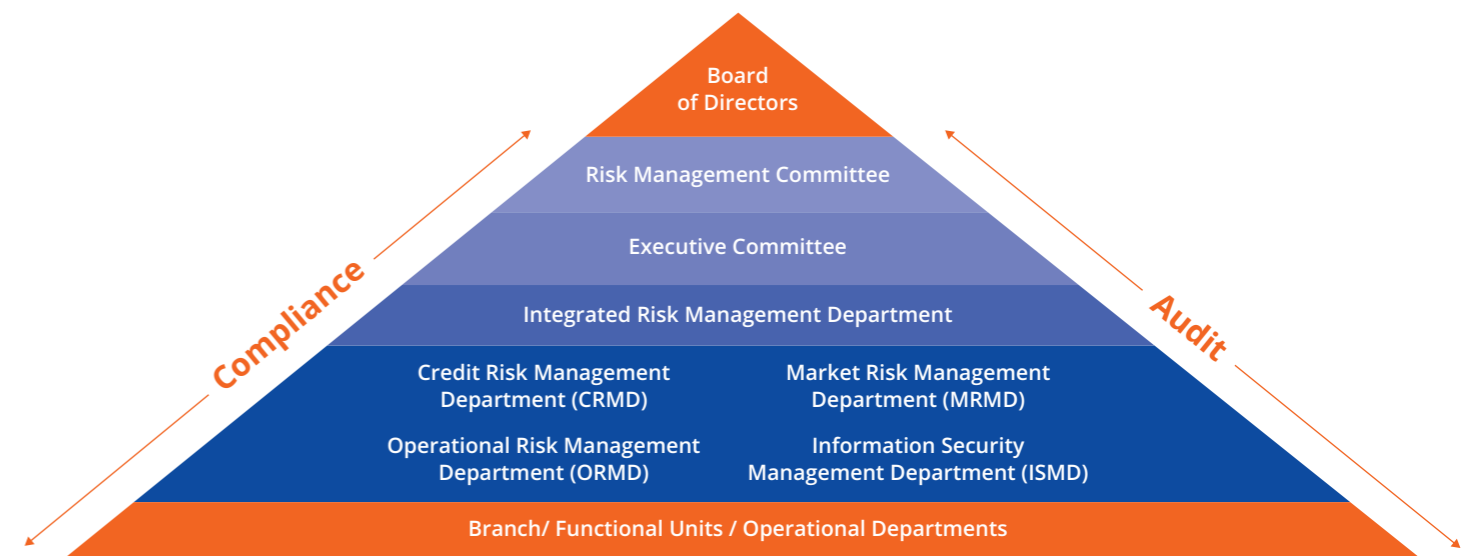 Board
of Directors
Risk Management Committee
Executive Committee
Integrated Risk Management Department
Compliance
Audit
Credit Risk Management
Department (CRMD)
Market Risk Management
Department (MRMD)
Operational Risk Management
Department (ORMD)
Information Security
Management Department (ISMD)
Branch/ Functional Units / Operational Departments